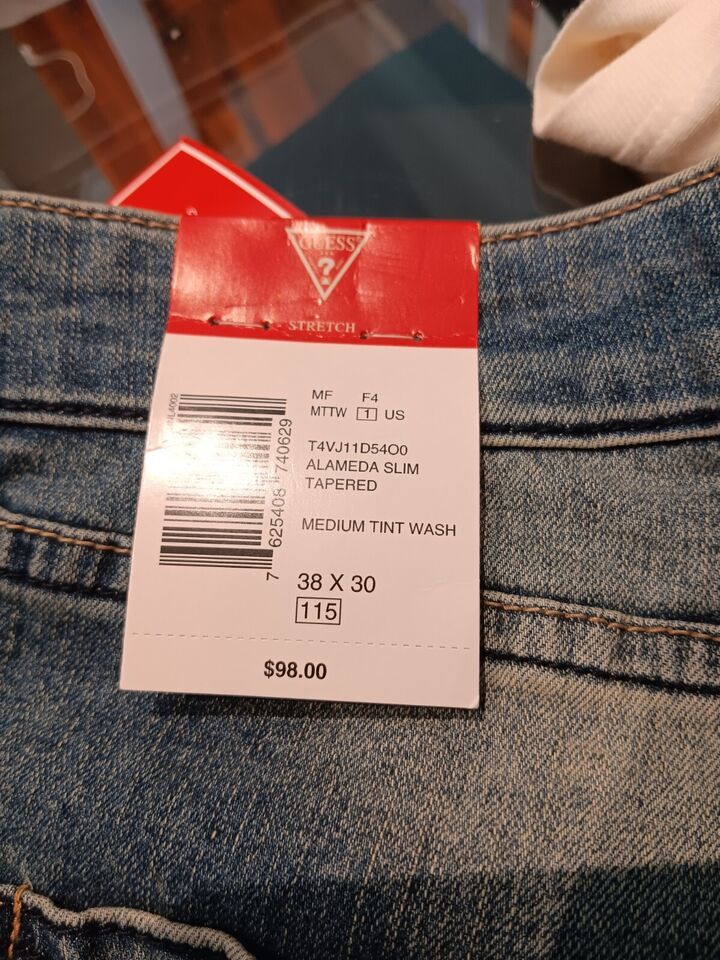 GUESS
?
STRETCH
MF F4
MTTW 1 US
T4VJ11D54O0
ALAMEDA SLIM
TAPERED
MEDIUM TINT WASH
38 X 30
115
$98.00
7 625408 740629